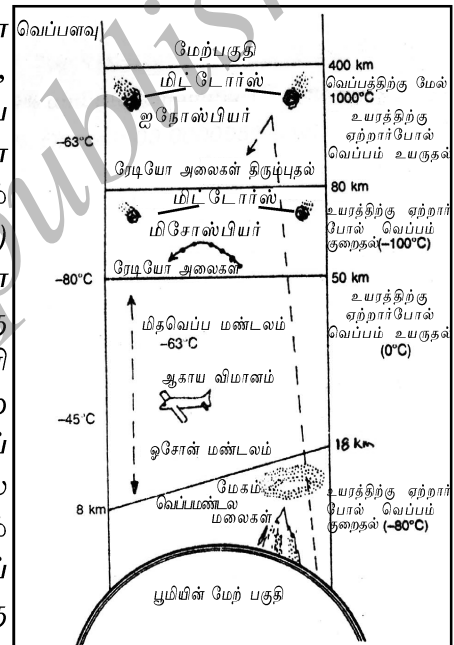 வெப்பளவு
மேற்பகுதி
400 km
மிட்டோர்ஸ்
வெப்பத்திற்கு மேல்
1000°C
ஐநோஸ்பியர்
உயரத்திற்கு
ஏற்றார்போல்
வெப்பம் உயருதல்
–63°C
ரேடியோ அலைகள் திரும்புதல்
80 km
மிட்டோர்ஸ்
உயரத்திற்கு ஏற்றார்
போல் வெப்பம்
குறைதல்(–100°C)
மிசோஸ்பியர்
ரேடியோ அலைகள்
–80°C
50 km
உயரத்திற்கு
ஏற்றார்போல்
வெப்பம் உயருதல்
(0°C)
மிதவெப்ப மண்டலம்
–63°C
ஆகாய விமானம்
–45°C
ஓசோன் மண்டலம்
18 km
மேகம்
உயரத்திற்கு ஏற்றார்
போல் வெப்பம்
குறைதல் (–80°C)
வெப்பமண்டல
மலைகள்
8 km
பூமியின் மேற் பகுதி
publish